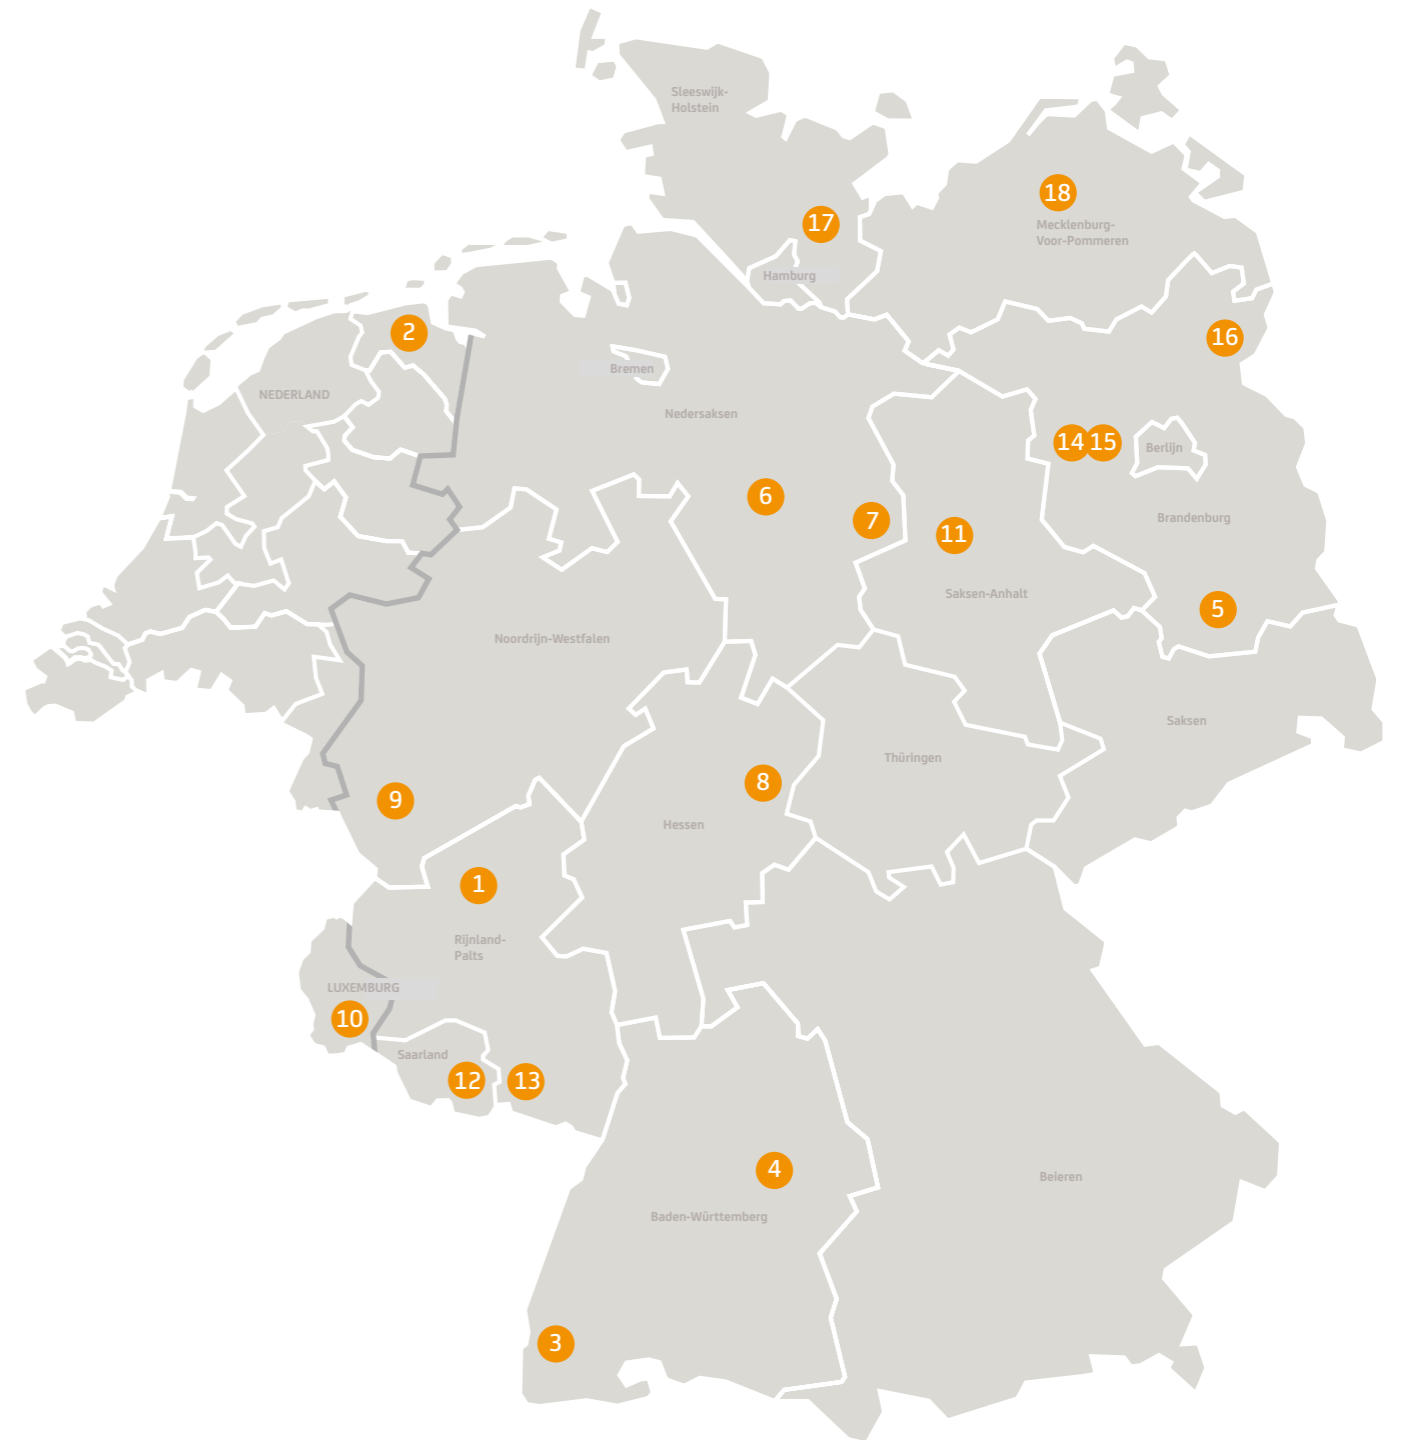 Sleeswijk-
Holstein
18
17
Mecklenburg-
Voor-Pommeren
Hamburg
2
16
Bremen
NEDERLAND
Nedersaksen
14
15
Berlijn
6
7
11
Brandenburg
Saksen-Anhalt
5
Noordrijn-Westfalen
Saksen
Thüringen
8
9
Hessen
1
Rijnland-
Palts
LUXEMBURG
10
Saarland
12
13
4
Beieren
Baden-Württemberg
3